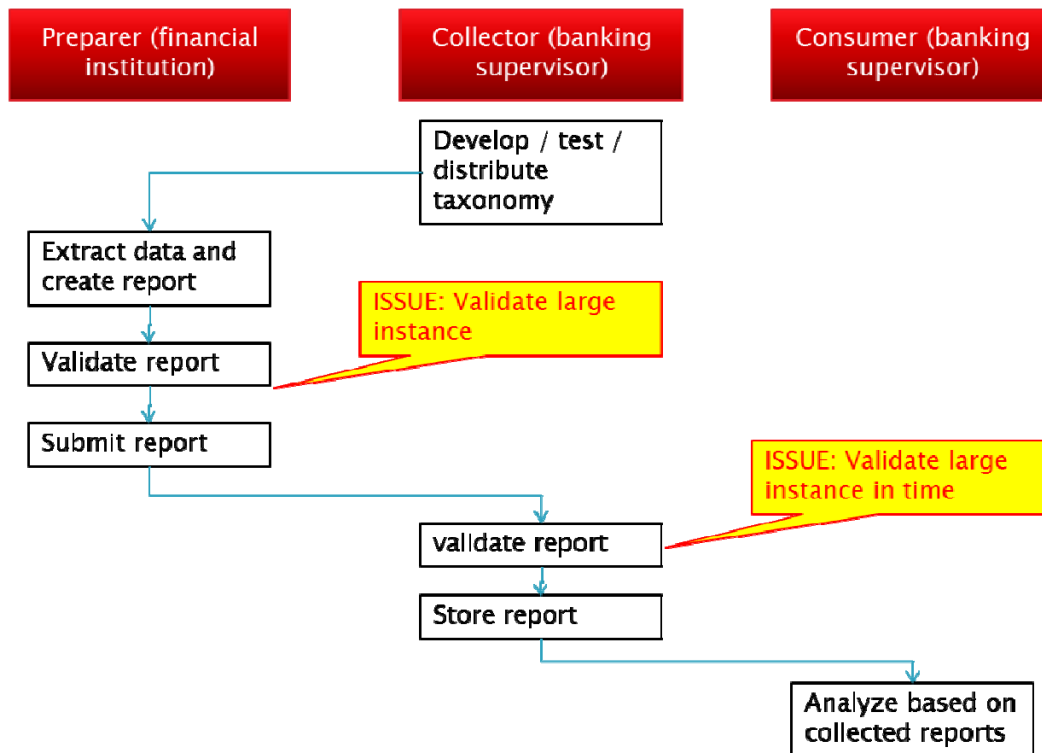 Preparer (financial
institution)
Collector (banking
supervisor)
Consumer (banking
supervisor)
Develop / test /
distribute
taxonomy
Extract data and
create report
ISSUE: Validate large
instance
Validate report
Submit report
ISSUE: Validate large
instance in time
validate report
Store report
Analyze based on
collected reports